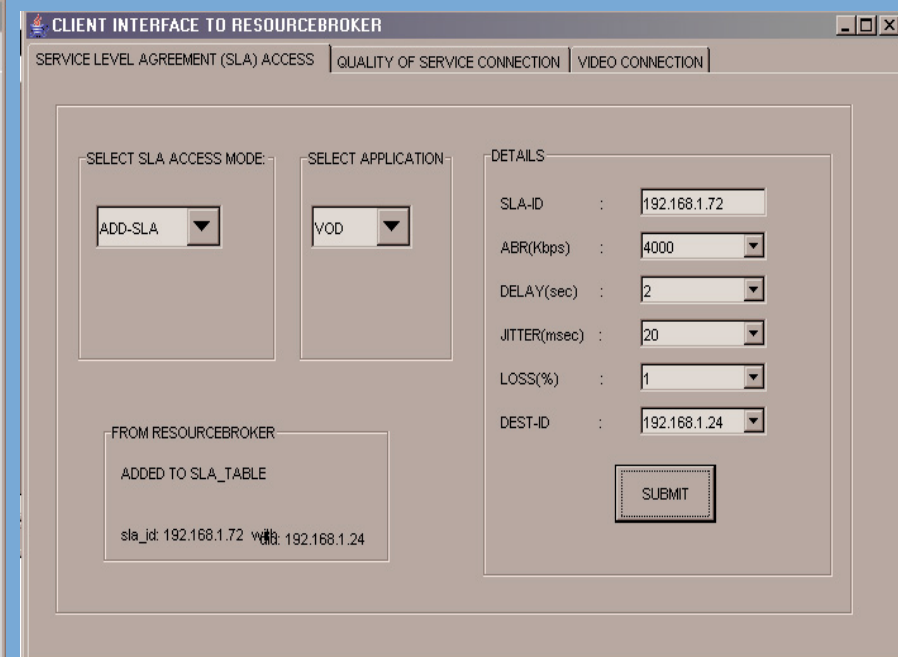 CLIENT INTERFACE TO RESOURCEBROKER
SERVICE LEVEL AGREEMENT (SLA) ACCESS QUALITY OF SERVICE CONNECTION VIDEO CONNECTION
SELECT SLA ACCESS MODE:
ADD-SLA
SELECT APPLICATION
VOD
DETAILS
SLA-ID : 192.168.1.72
ABR(Kbps) : 4000
DELAY(sec) : 2
JITTER(msec) : 20
LOSS(%) : 1
DEST-ID : 192.168.1.24
SUBMIT
FROM RESOURCEBROKER
ADDED TO SLA_TABLE
sla_id: 192.168.1.72 with did: 192.168.1.24